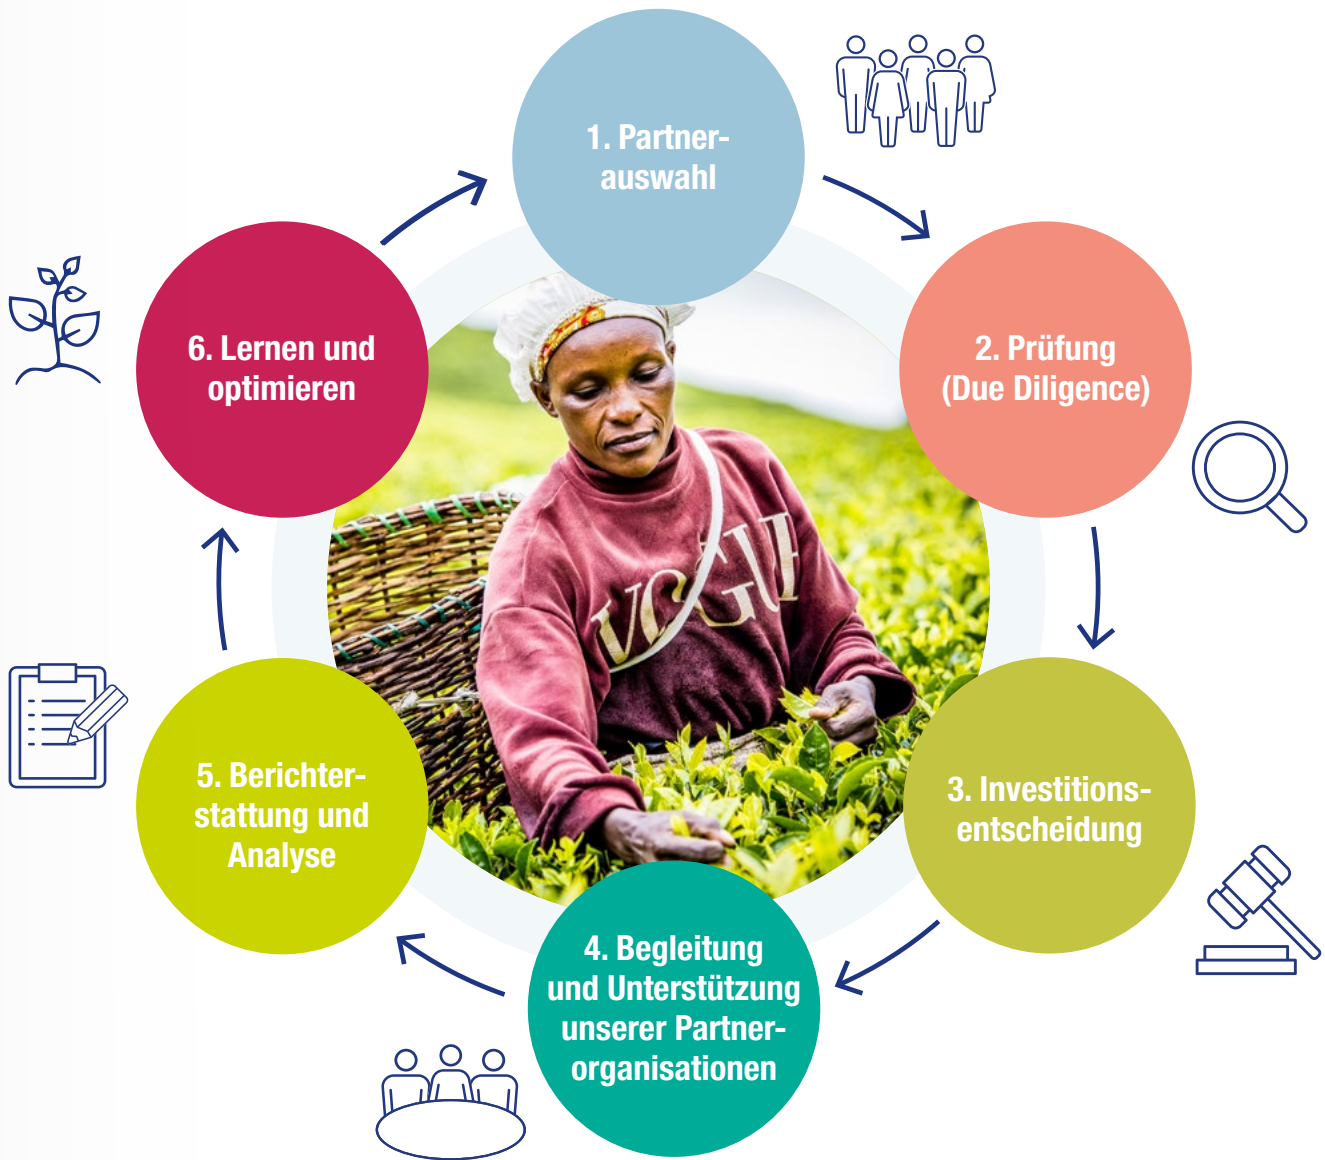 1. Partner-
auswahl
2. Prüfung
(Due Diligence)
3. Investitions-
entscheidung
4. Begleitung
und Unterstützung
unserer Partner-
organisationen
5. Berichter-
stattung und
Analyse
6. Lernen und
optimieren
VOGUE